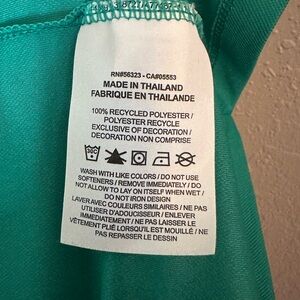 RN#56323 - CA#05553
MADE IN THAILAND
FABRIQUE EN THAILANDE
100% RECYCLED POLYESTER /
POLYESTER RECYCLE
EXCLUSIVE OF DECORATION /
DECORATION NON COMPRISE
WASH WITH LIKE COLORS / DO NOT USE
SOFTENERS / REMOVE IMMEDIATELY / DO
NOT ALLOW TO LAY ON ITSELF WHEN WET /
DO NOT IRON DESIGN
LAVER AVEC COULEURS SIMILAIRES / NE PAS
UTILISER D'ADOUCISSEUR / ENLEVER
IMMEDIATEMENT / NE PAS LAISSER LE
VÊTEMENT PLIÉ LORSQU'IL EST MOUILLÉ / NE
PAS REPASSER LE DESSIN